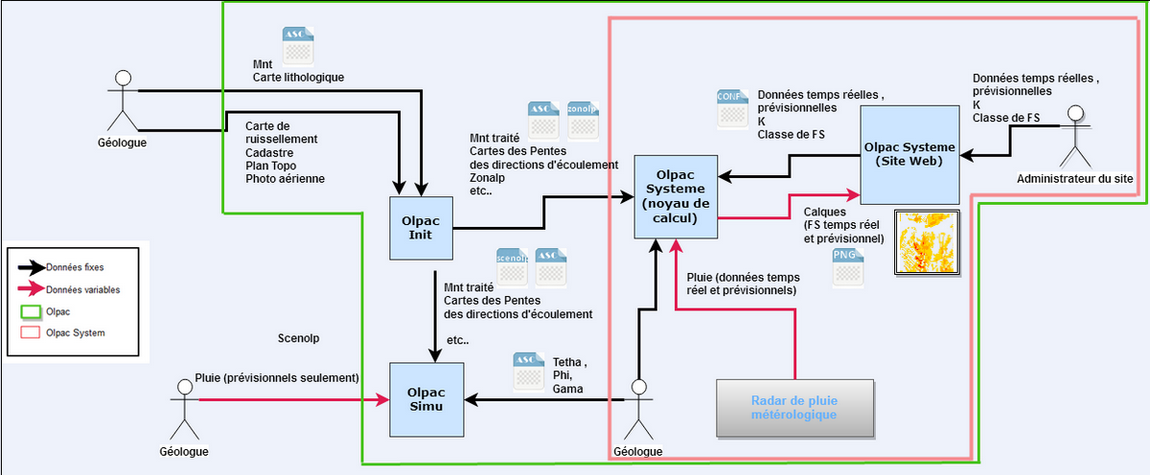 ASC
Mnt
Carte lithologique
Géologue
Carte de
ruissellement
Cadastre
Plan Topo
Photo aérienne
ASC
zonolp
Mnt traité
Cartes des Pentes
des directions d'écoulement
Zonalp
etc..
CONF
Données temps réelles ,
prévisionnelles
K
Classe de FS
Données temps réelles ,
prévisionnelles
K
Classe de FS
Administrateur du site
Olpac Systeme
(Site Web)
Olpac
Systeme
(noyau de
calcul)
Olpac
Init
Calques
(FS temps réel
et prévisionnel)
PNG
scenolp
ASC
Mnt traité
Cartes des Pentes
des directions d'écoulement
etc..
Pluie (données temps
réel et prévisionnels)
Données fixes
Données variables
Olpac
Olpac System
Scenolp
Pluie (prévisionnels seulement)
Géologue
Olpac
Simu
ASC
Tetha ,
Phi,
Gama
Géologue
Radar de pluie
météorologique